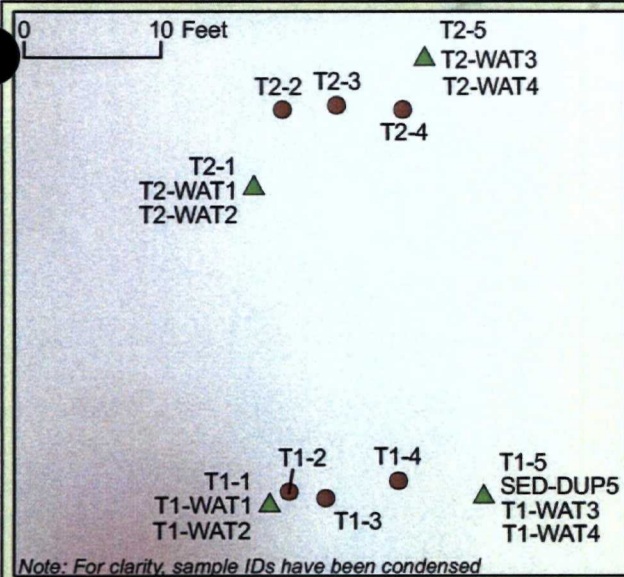 0 10 Feet
T2-5
T2-WAT3
T2-WAT4
T2-2 T2-3
T2-4
T2-1
T2-WAT1
T2-WAT2
T1-2
T1-4
T1-1
T1-WAT1
T1-WAT2
T1-3
T1-5
SED-DUP5
T1-WAT3
T1-WAT4
Note: For clarity, sample IDs have been condensed